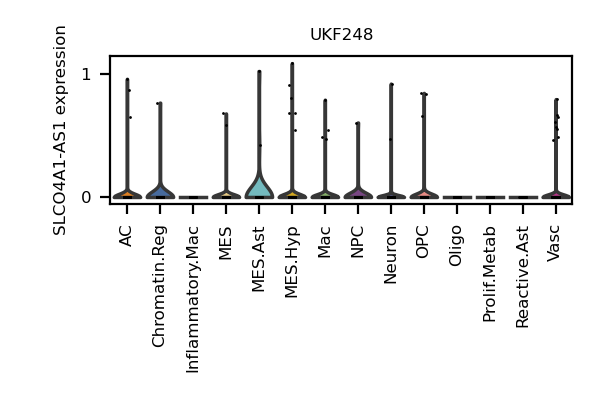 UKF248
SLCO4A1-AS1 expression
1
0
AC
Chromatin.Reg
Inflammatory.Mac
MES
MES.Ast
MES.Hyp
Mac
NPC
Neuron
OPC
Oligo
Prolif.Metab
Reactive.Ast
Vasc